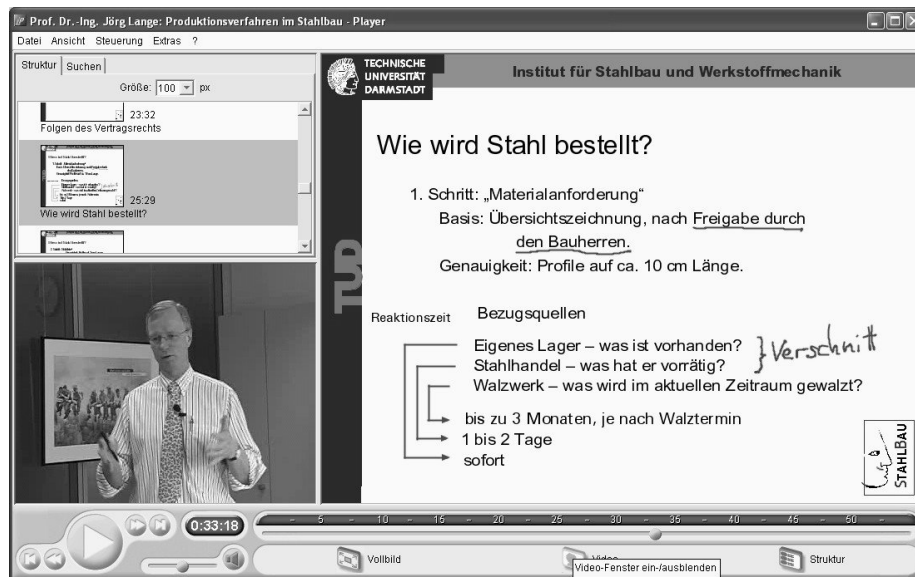 Prof. Dr.-Ing. Jörg Lange: Produktionsverfahren im Stahlbau - Player
Datei Ansicht Steuerung Extras ?
Struktur Suchen
Größe: 100 px
23:32
Folgen des Vertragsrechts
25:29
Wie wird Stahl bestellt?
TECHNISCHE
UNIVERSITÄT
DARMSTADT
Institut für Stahlbau und Werkstoffmechanik
TUD
Wie wird Stahl bestellt?
1. Schritt: „Materialanforderung“
Basis: Übersichtszeichnung, nach Freigabe durch
den Bauherren.
Genauigkeit: Profile auf ca. 10 cm Länge.
Reaktionszeit Bezugsquellen
Eigenes Lager – was ist vorhanden?
Stahlhandel – was hat er vorrätig?
} Verschnitt
Walzwerk – was wird im aktuellen Zeitraum gewalzt?
bis zu 3 Monaten, je nach Walztermin
1 bis 2 Tage
sofort
STAHLBAU
0:33:18
5 10 15 20 25 30 35 40 45 50
Vollbild Video Struktur
Video-Fenster ein-/ausblenden